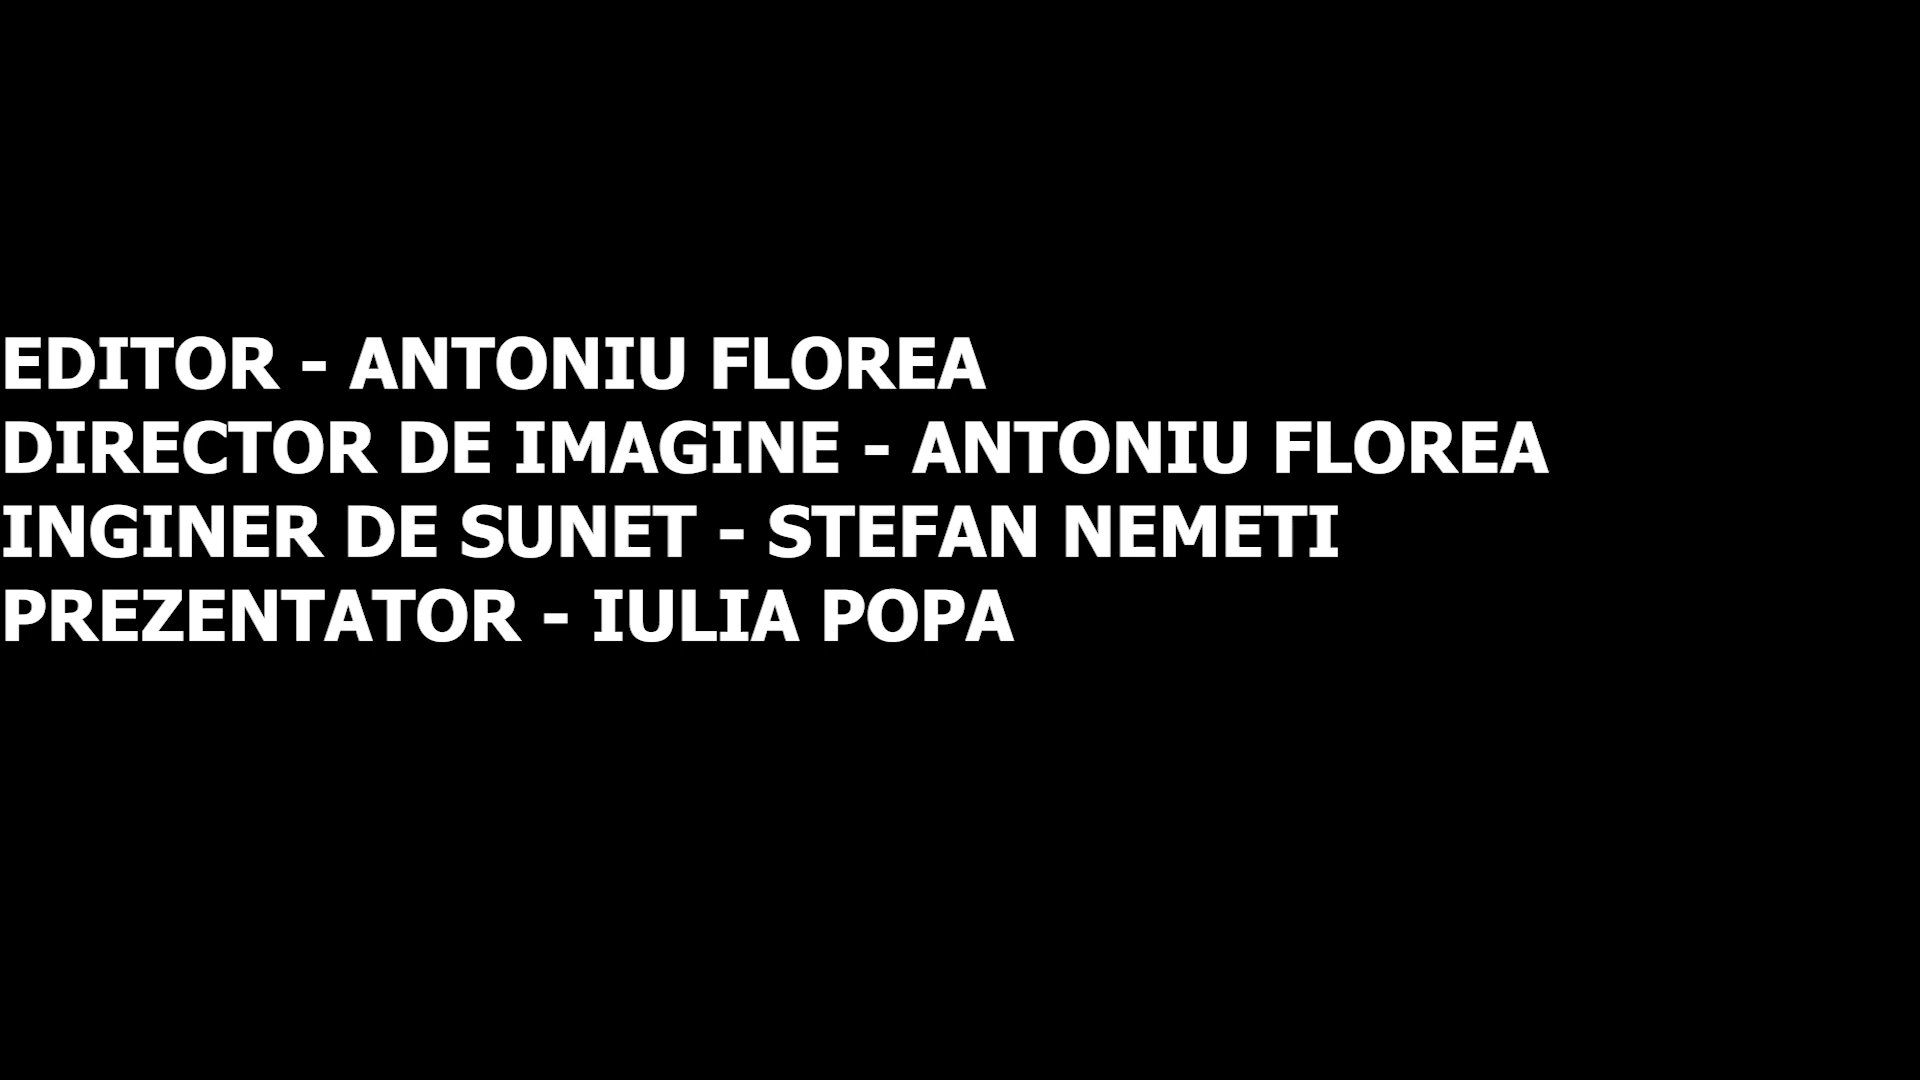 EDITOR - ANTONIU FLOREA
DIRECTOR DE IMAGINE - ANTONIU FLOREA
INGINER DE SUNET - STEFAN NEMETI
PREZENTATOR - IULIA POPA